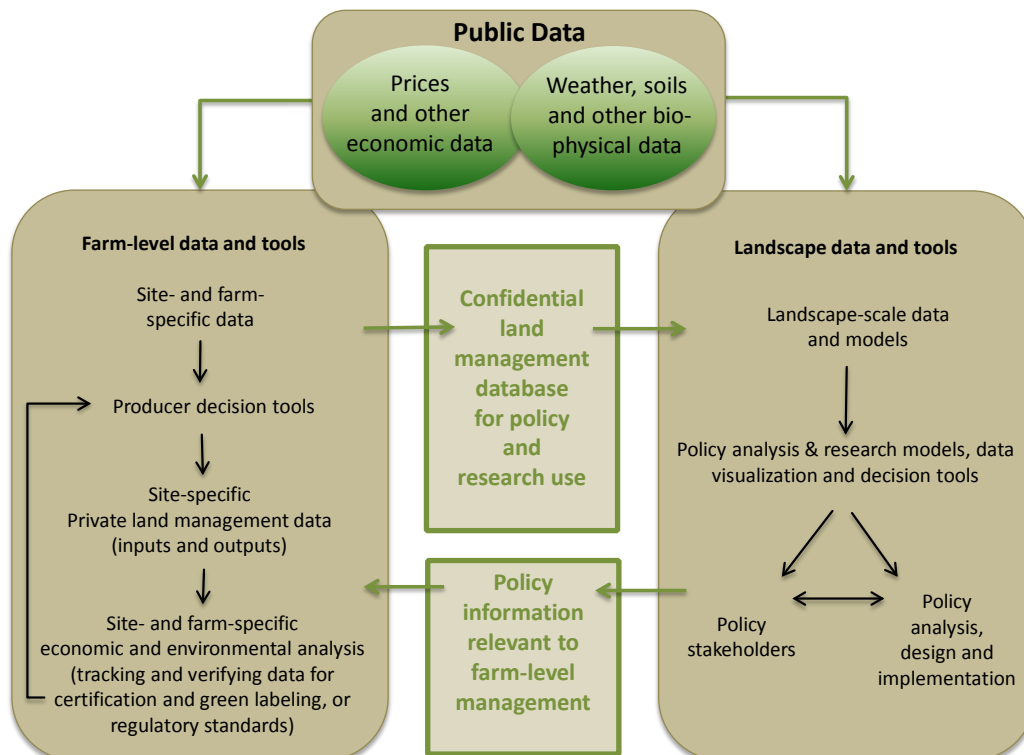 Public Data
Prices
and other
economic data
Weather, soils
and other bio-
physical data
Farm-level data and tools
Site- and farm-
specific data
Producer decision tools
Site-specific
Private land management data
(inputs and outputs)
Site- and farm-specific
economic and environmental analysis
(tracking and verifying data for
certification and green labeling, or
regulatory standards)
Confidential
land
management
database
for policy
and
research use
Policy
information
relevant to
farm-level
management
Landscape data and tools
Landscape-scale data
and models
Policy analysis & research models, data
visualization and decision tools
Policy
stakeholders
Policy
analysis,
design and
implementation